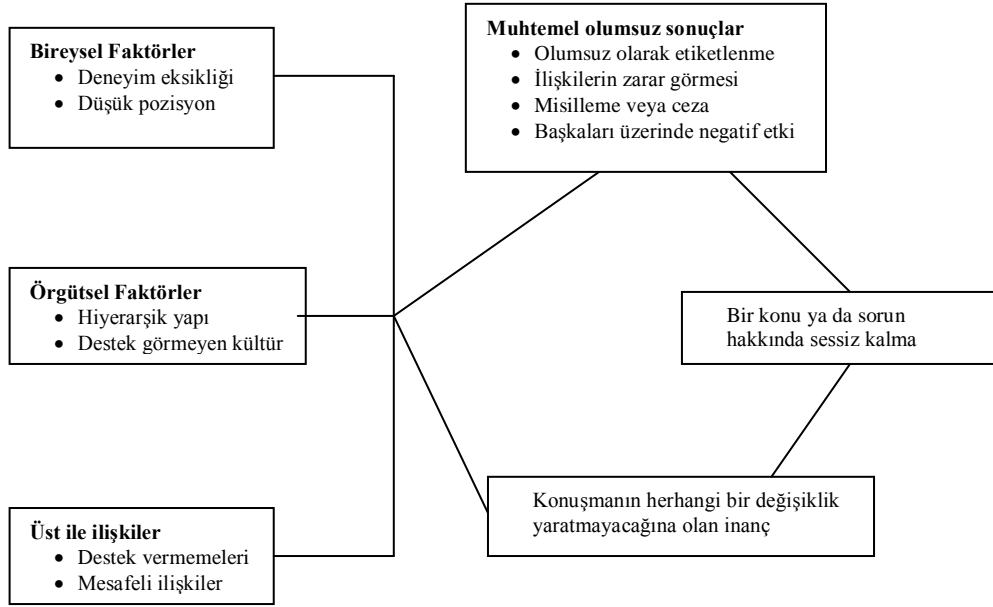 Bireysel Faktörler
• Deneyim eksikliği
• Düşük pozisyon
Muhtemel olumsuz sonuçlar
• Olumsuz olarak etiketlenme
• İlişkilerin zarar görmesi
• Misilleme veya ceza
• Başkaları üzerinde negatif etki
Örgütsel Faktörler
• Hiyerarşik yapı
• Destek görmeyen kültür
Bir konu ya da sorun
hakkında sessiz kalma
Üst ile ilişkiler
• Destek vermemeleri
• Mesafeli ilişkiler
Konuşmanın herhangi bir değişiklik
yaratmayacağına olan inanç